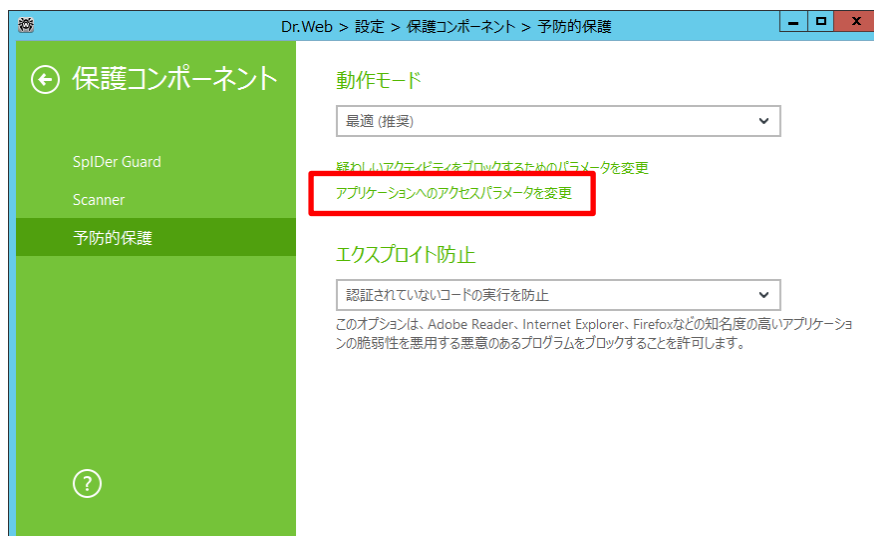 Dr.Web > 設定 > 保護コンポーネント > 予防的保護
保護コンポーネント
SpIDer Guard
Scanner
予防的保護
動作モード
最適 (推奨)
疑わしいアクティビティをブロックするためのパラメータを変更
アプリケーションへのアクセスパラメータを変更
エクスプロイト防止
認証されていないコードの実行を防止
このオプションは、Adobe Reader、Internet Explorer、Firefoxなどの知名度の高いアプリケーショ
ンの脆弱性を悪用する悪意のあるプログラムをブロックすることを許可します。
?